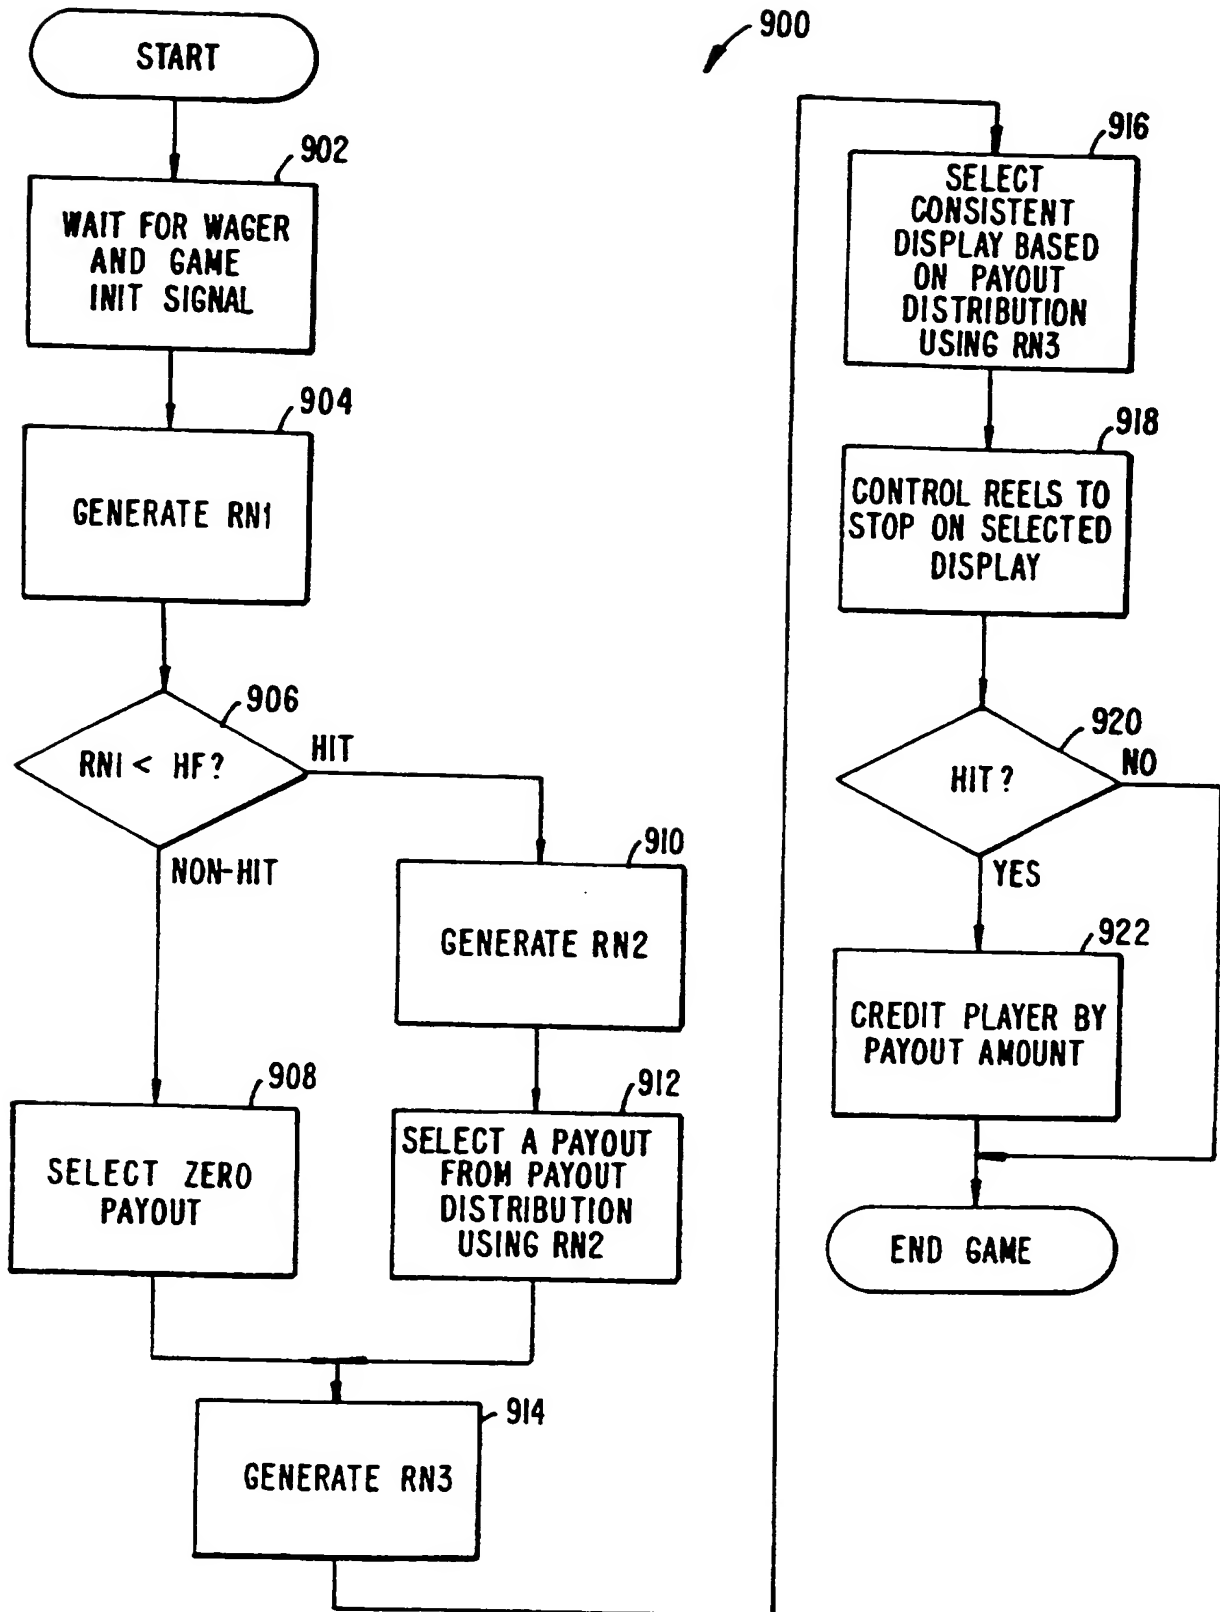 START
900
902
WAIT FOR WAGER
AND GAME
INIT SIGNAL
904
GENERATE RN1
906
RN1 < HF?
HIT
NON-HIT
910
GENERATE RN2
908
SELECT ZERO
PAYOUT
912
SELECT A PAYOUT
FROM PAYOUT
DISTRIBUTION
USING RN2
914
GENERATE RN3
916
SELECT
CONSISTENT
DISPLAY BASED
ON PAYOUT
DISTRIBUTION
USING RN3
918
CONTROL REELS TO
STOP ON SELECTED
DISPLAY
920
HIT?
NO
YES
922
CREDIT PLAYER BY
PAYOUT AMOUNT
END GAME